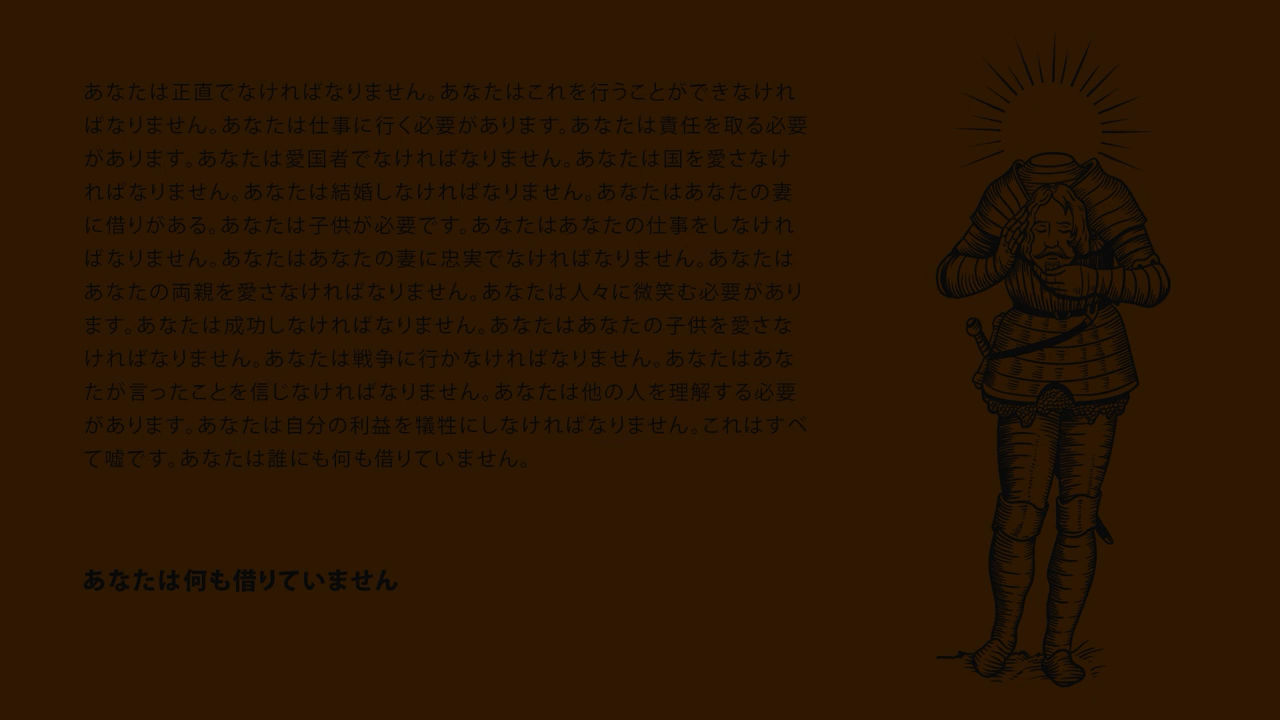 あなたは正直でなければなりません。あなたはこれを行うことができなけれ
ばなりません。あなたは仕事に行く必要があります。あなたは責任を取る必要
があります。あなたは愛国者でなければなりません。あなたは国を愛さなけ
ればなりません。あなたは結婚しなければなりません。あなたはあなたの妻
に借りがある。あなたは子供が必要です。あなたはあなたの仕事をしなけれ
ばなりません。あなたはあなたの妻に忠実でなければなりません。あなたは
あなたの両親を愛さなければなりません。あなたは人々に微笑む必要があり
ます。あなたは成功しなければなりません。あなたはあなたの子供を愛さな
ければなりません。あなたは戦争に行かなければなりません。あなたはあな
たが言ったことを信じなければなりません。あなたは他の人を理解する必要
があります。あなたは自分の利益を犠牲にしなければなりません。これはすべ
て嘘です。あなたは誰にも何も借りていません。
あなたは何も借りていません